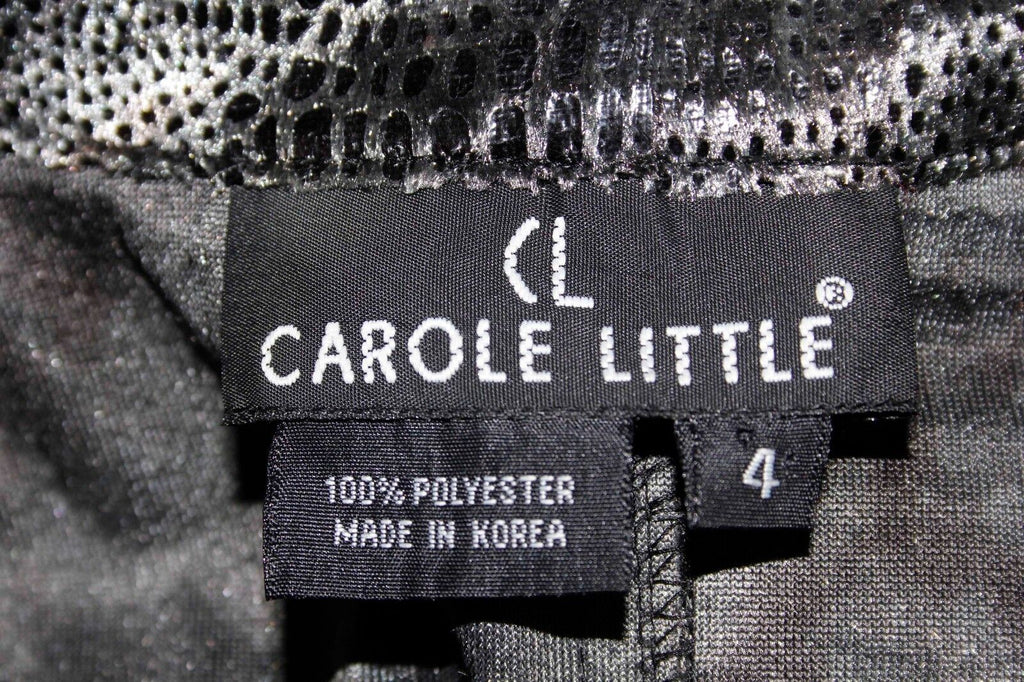 CL
CAROLE LITTLE®
100% POLYESTER
MADE IN KOREA
4